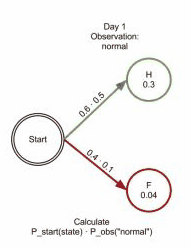 Day 1
Observation:
normal
H
0.3
0.6 · 0.5
Start
0.4 · 0.1
F
0.04
Calculate
P_start(state) · P_obs("normal")